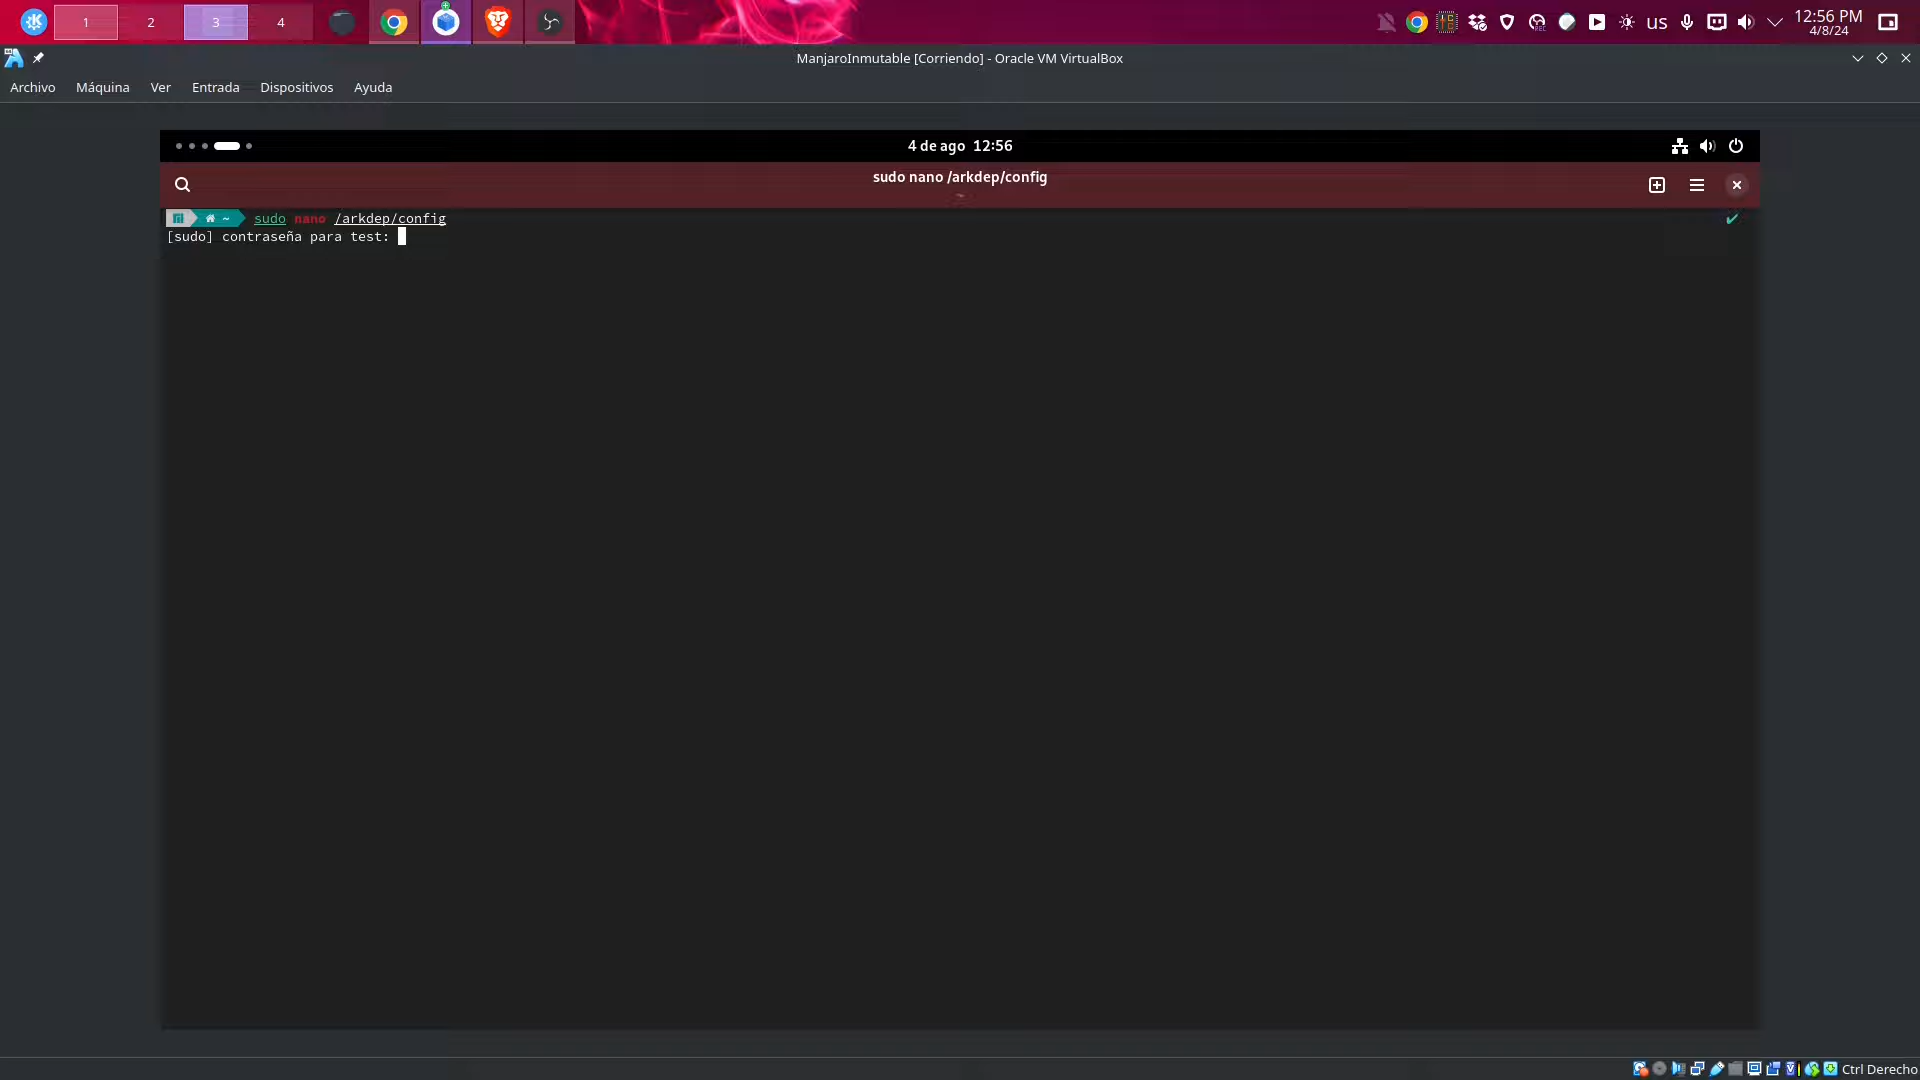 1 2 3 4 us 12:56 PM
4/8/24
ManjaroInmutable [Corriendo] - Oracle VM VirtualBox
Archivo Máquina Ver Entrada Dispositivos Ayuda
4 de ago 12:56
sudo nano /arkdep/config
~
~ sudo nano /arkdep/config
[sudo] contraseña para test:
Ctrl Derecho